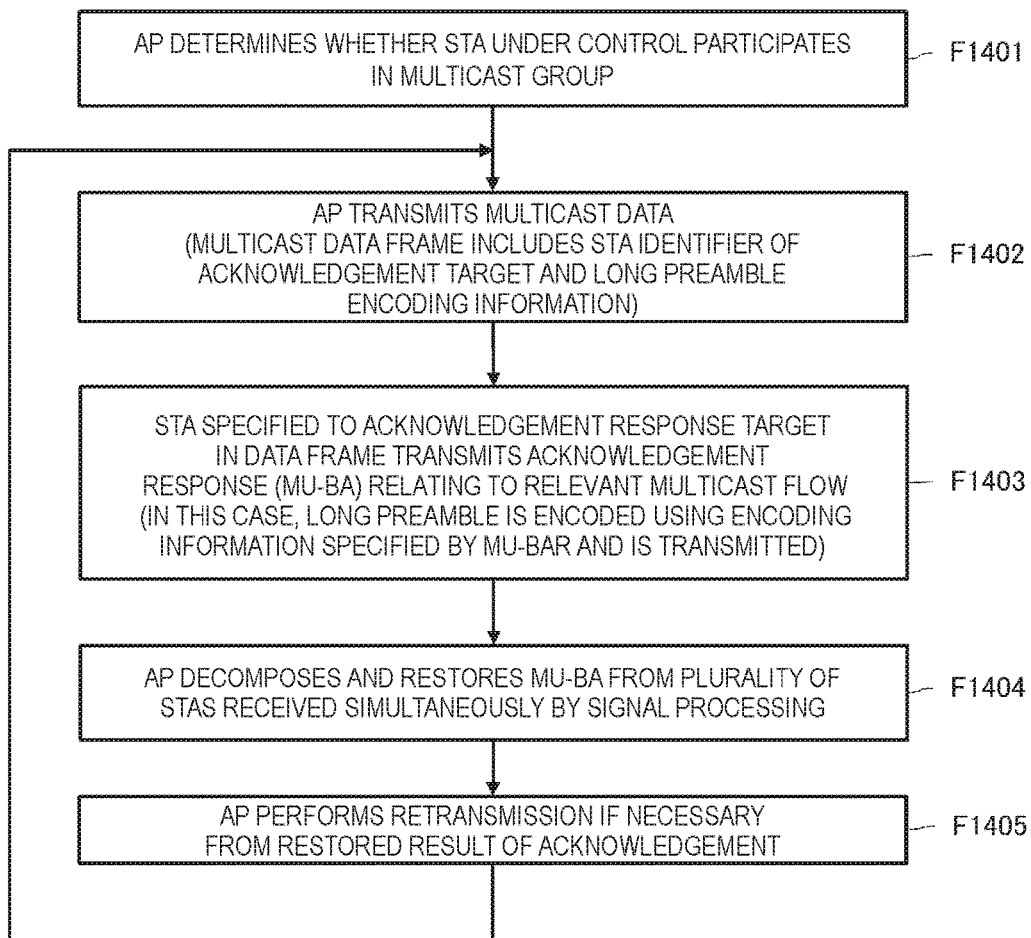 AP DETERMINES WHETHER STA UNDER CONTROL PARTICIPATES
IN MULTICAST GROUP
F1401
AP TRANSMITS MULTICAST DATA
(MULTICAST DATA FRAME INCLUDES STA IDENTIFIER OF
ACKNOWLEDGEMENT TARGET AND LONG PREAMBLE
ENCODING INFORMATION)
F1402
STA SPECIFIED TO ACKNOWLEDGEMENT RESPONSE TARGET
IN DATA FRAME TRANSMITS ACKNOWLEDGEMENT
RESPONSE (MU-BA) RELATING TO RELEVANT MULTICAST FLOW
(IN THIS CASE, LONG PREAMBLE IS ENCODED USING ENCODING
INFORMATION SPECIFIED BY MU-BAR AND IS TRANSMITTED)
F1403
AP DECOMPOSES AND RESTORES MU-BA FROM PLURALITY OF
STAS RECEIVED SIMULTANEOUSLY BY SIGNAL PROCESSING
F1404
AP PERFORMS RETRANSMISSION IF NECESSARY
FROM RESTORED RESULT OF ACKNOWLEDGEMENT
F1405